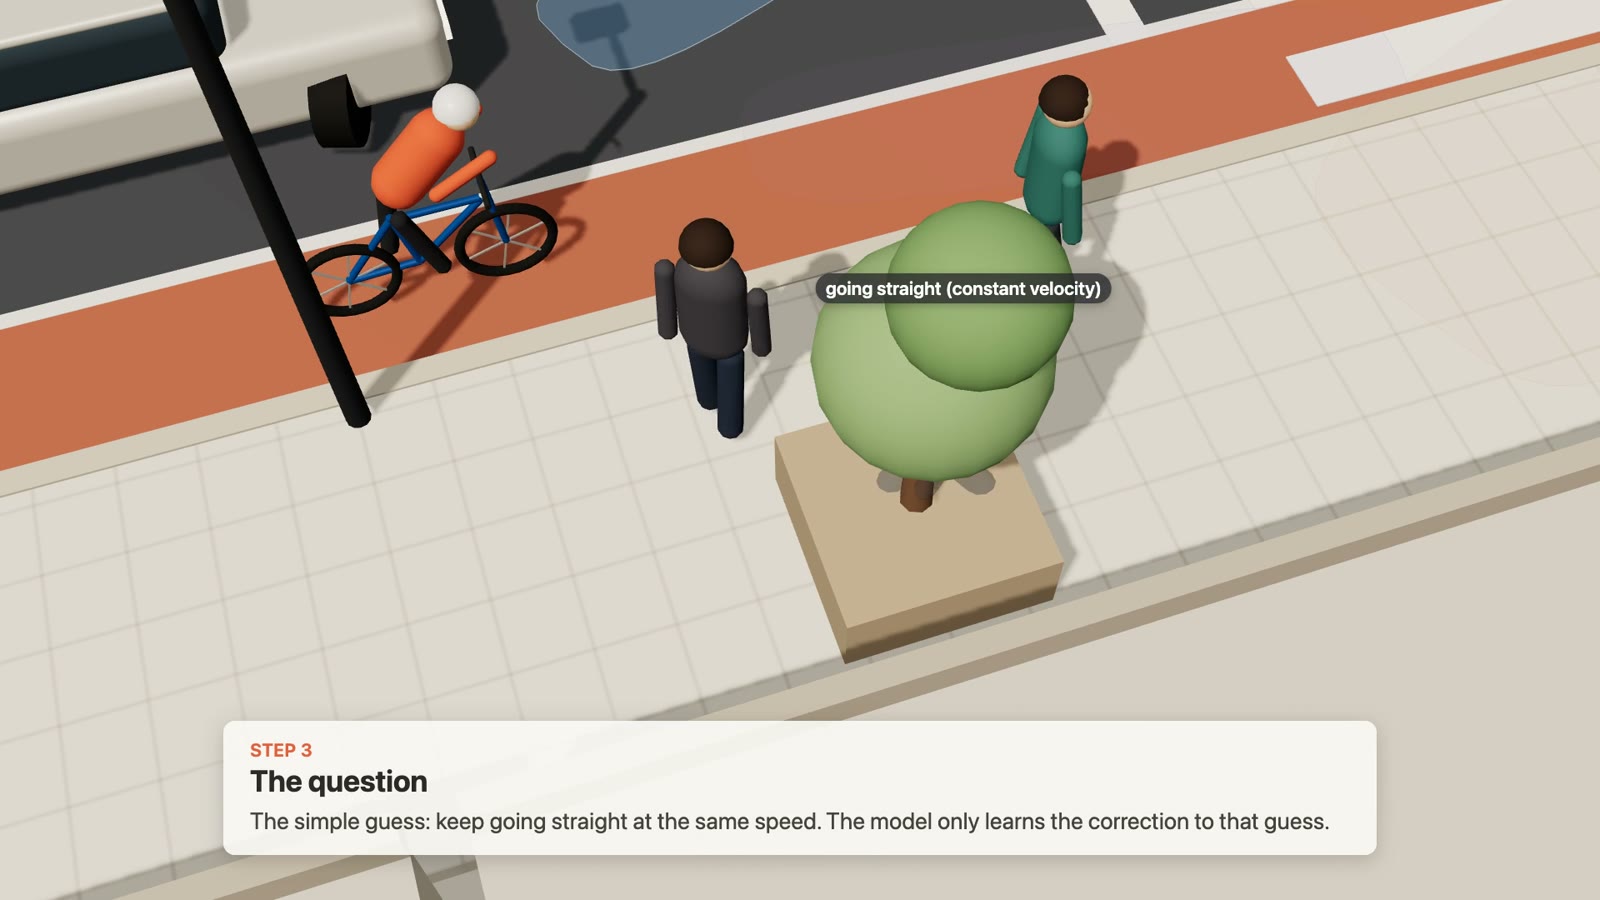 going straight (constant velocity)
STEP 3
The question
The simple guess: keep going straight at the same speed. The model only learns the correction to that guess.